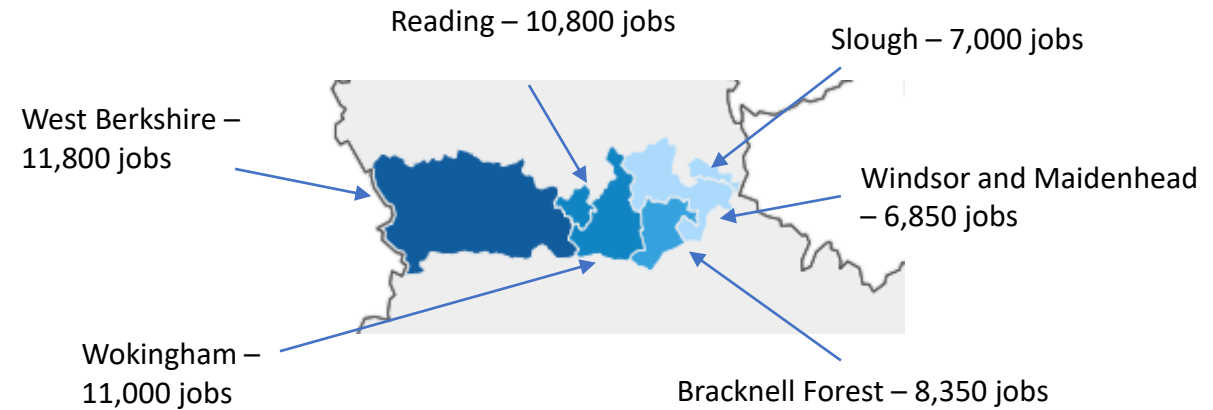 Reading – 10,800 jobs
Slough – 7,000 jobs
West Berkshire –
11,800 jobs
Windsor and Maidenhead
– 6,850 jobs
Wokingham –
11,000 jobs
Bracknell Forest – 8,350 jobs